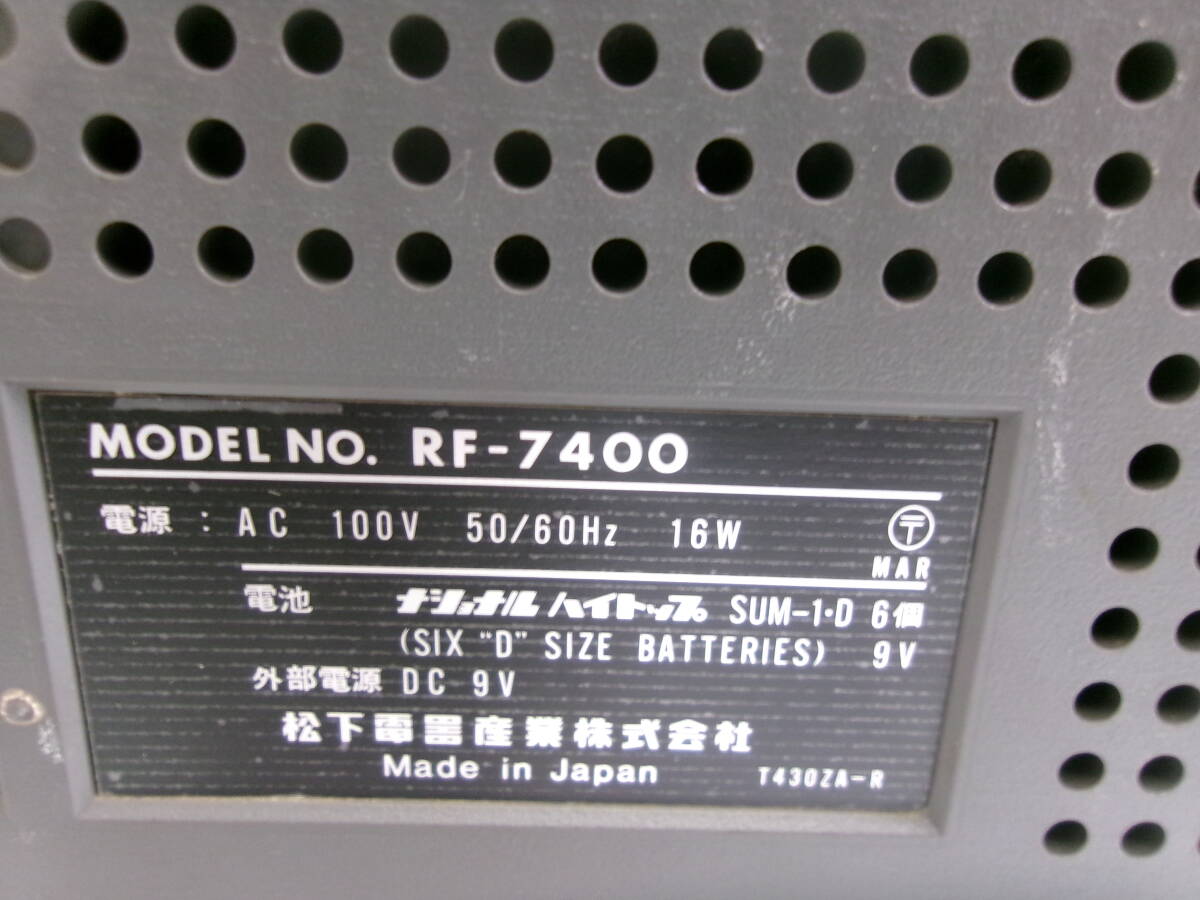 MODEL NO. RF-7400
電源 : AC 100V 50/60Hz 16W 〒
MAR
電池 ナショナル ハイトップ SUM-1・D 6個
(SIX "D" SIZE BATTERIES) 9V
外部電源 DC 9V
松下電器産業株式会社
Made in Japan T430ZA-R